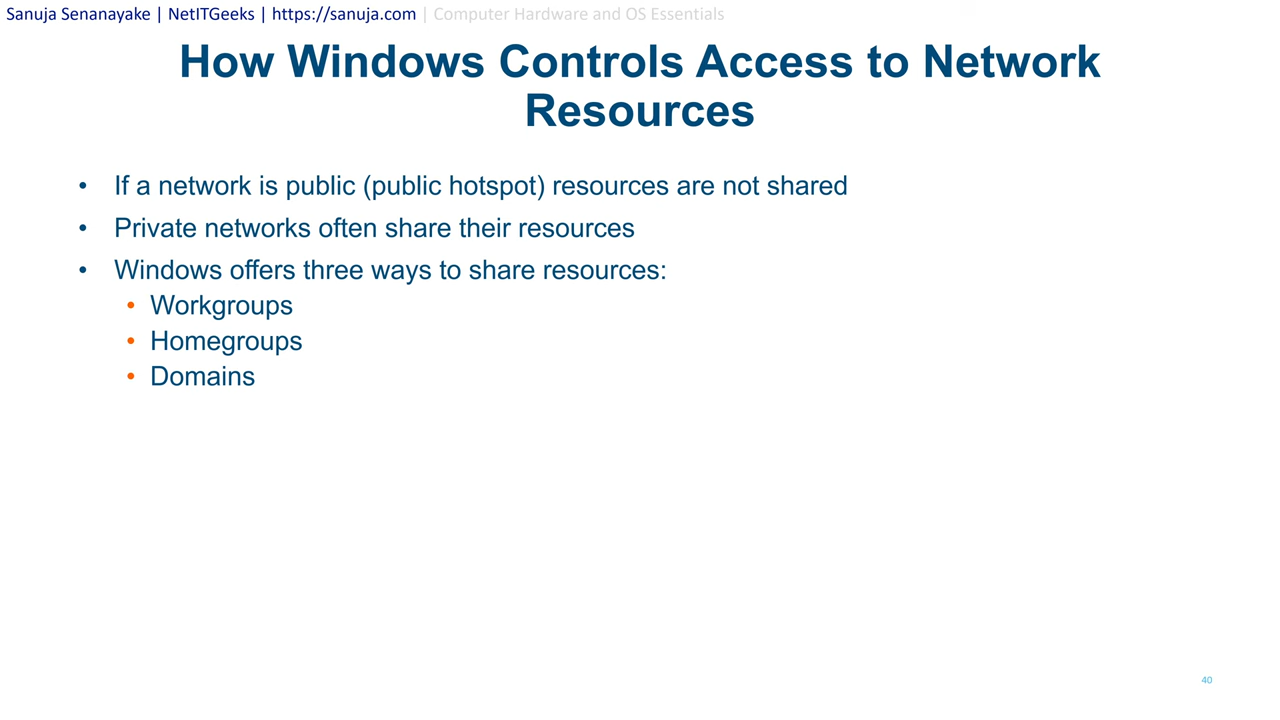 Sanuja Senanayake | NetITGeeks | https://sanuja.com | Computer Hardware and OS Essentials
How Windows Controls Access to Network
Resources
• If a network is public (public hotspot) resources are not shared
• Private networks often share their resources
• Windows offers three ways to share resources:
• Workgroups
• Homegroups
• Domains
40